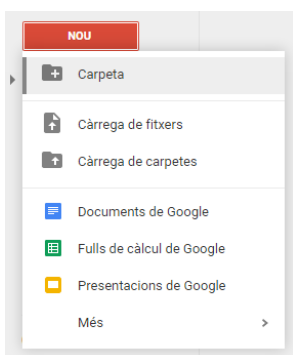 NOU
Carpeta
Càrrega de fitxers
Càrrega de carpetes
Documents de Google
Fulls de càlcul de Google
Presentacions de Google
Més